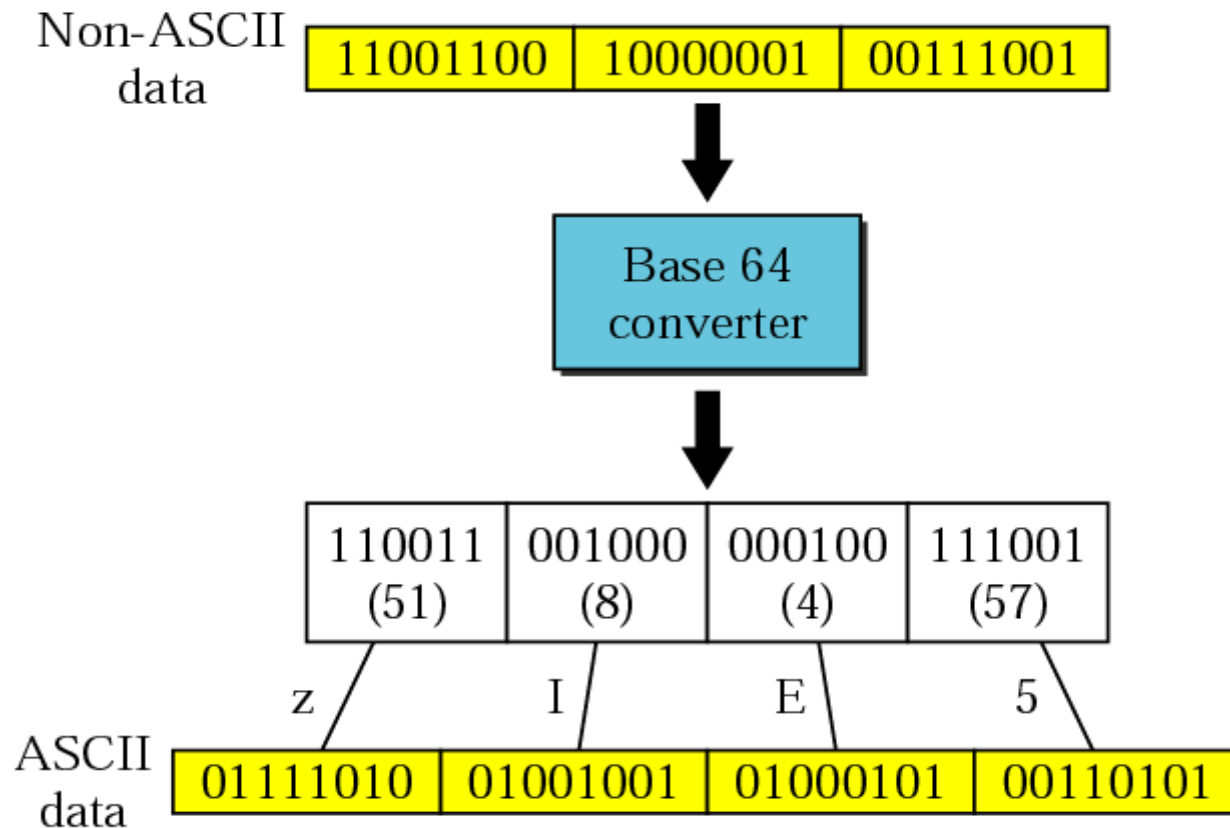 Non-ASCII
data
11001100 10000001 00111001
Base 64
converter
110011 001000 000100 111001
(51) (8) (4) (57)
z I E 5
ASCII
data
01111010 01001001 01000101 00110101